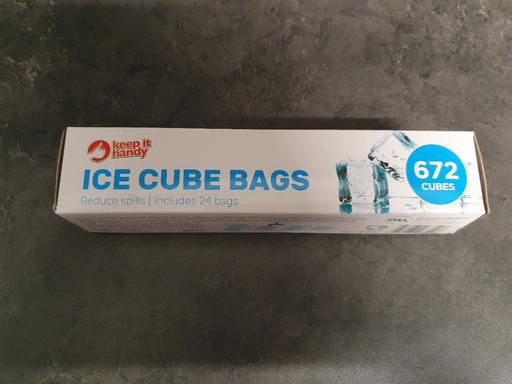 keep it
handy
ICE CUBE BAGS
Reduce spills | Includes 24 bags
672
CUBES